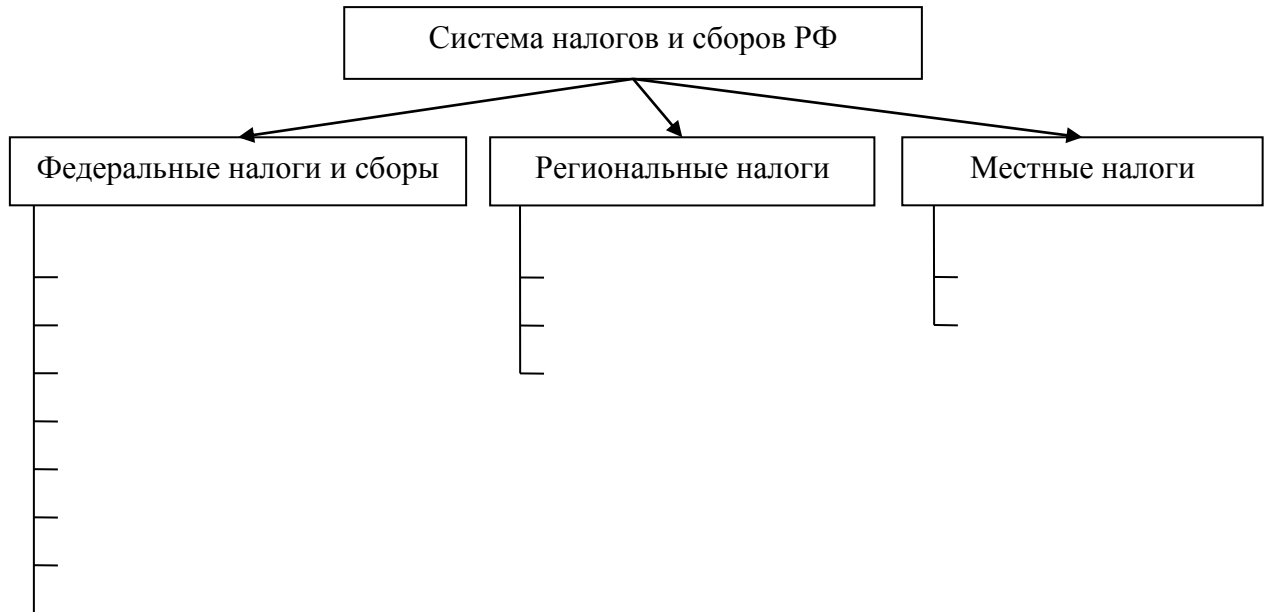 Система налогов и сборов РФ
Федеральные налоги и сборы
Региональные налоги
Местные налоги